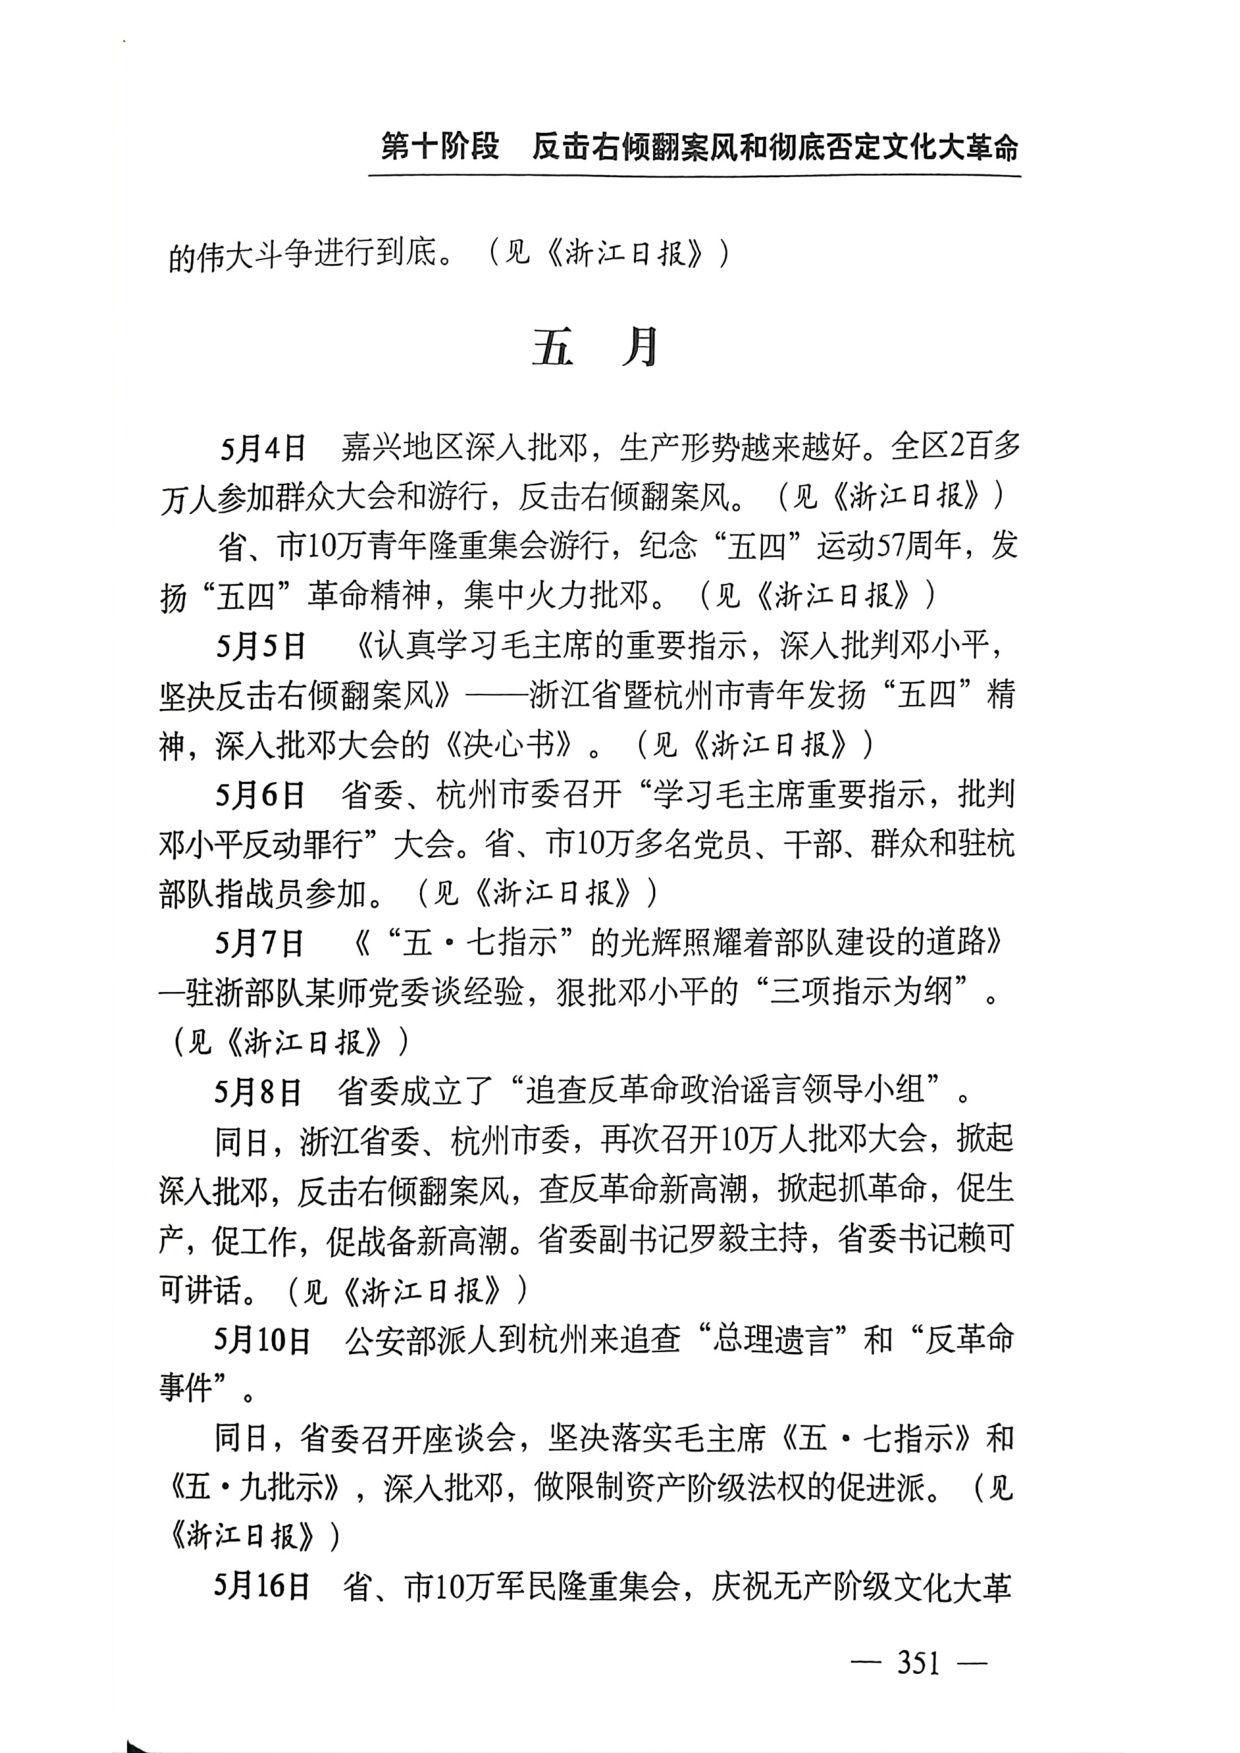 第十阶段　反击右倾翻案风和彻底否定文化大革命
的伟大斗争进行到底。（见《浙江日报》）
五　月
5月4日　嘉兴地区深入批邓，生产形势越来越好。全区2百多
万人参加群众大会和游行，反击右倾翻案风。（见《浙江日报》）
省、市10万青年隆重集会游行，纪念“五四”运动57周年，发
扬“五四”革命精神，集中火力批邓。（见《浙江日报》）
5月5日　《认真学习毛主席的重要指示，深入批判邓小平，
坚决反击右倾翻案风》——浙江省暨杭州市青年发扬“五四”精
神，深入批邓大会的《决心书》。（见《浙江日报》）
5月6日　省委、杭州市委召开“学习毛主席重要指示，批判
邓小平反动罪行”大会。省、市10万多名党员、干部、群众和驻杭
部队指战员参加。（见《浙江日报》）
5月7日　《“五·七指示”的光辉照耀着部队建设的道路》
—驻浙部队某师党委谈经验，狠批邓小平的“三项指示为纲”。
（见《浙江日报》）
5月8日　省委成立了“追查反革命政治谣言领导小组”。
同日，浙江省委、杭州市委，再次召开10万人批邓大会，掀起
深入批邓，反击右倾翻案风，查反革命新高潮，掀起抓革命，促生
产，促工作，促战备新高潮。省委副书记罗毅主持，省委书记赖可
可讲话。（见《浙江日报》）
5月10日　公安部派人到杭州来追查“总理遗言”和“反革命
事件”。
同日，省委召开座谈会，坚决落实毛主席《五·七指示》和
《五·九批示》，深入批邓，做限制资产阶级法权的促进派。（见
《浙江日报》）
5月16日　省、市10万军民隆重集会，庆祝无产阶级文化大革
— 351 —